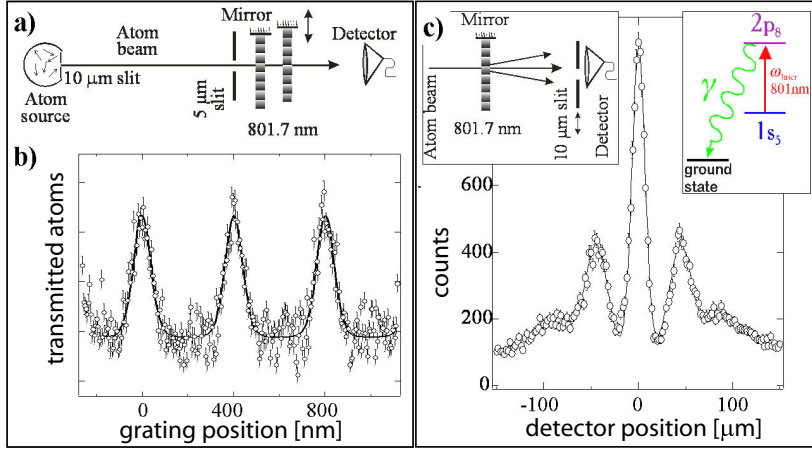 a)
Mirror
Atom
beam
Detector
10 μm slit
Atom
source
5 μm
slit
801.7 nm
b)
transmitted atoms
0
400
800
grating position [nm]
c)
Mirror
Atom beam
801.7 nm
10 μm slit
Detector
2p8
ωlaser
801nm
γ
1s5
ground
state
600
400
200
0
counts
-100
0
100
detector position [μm]